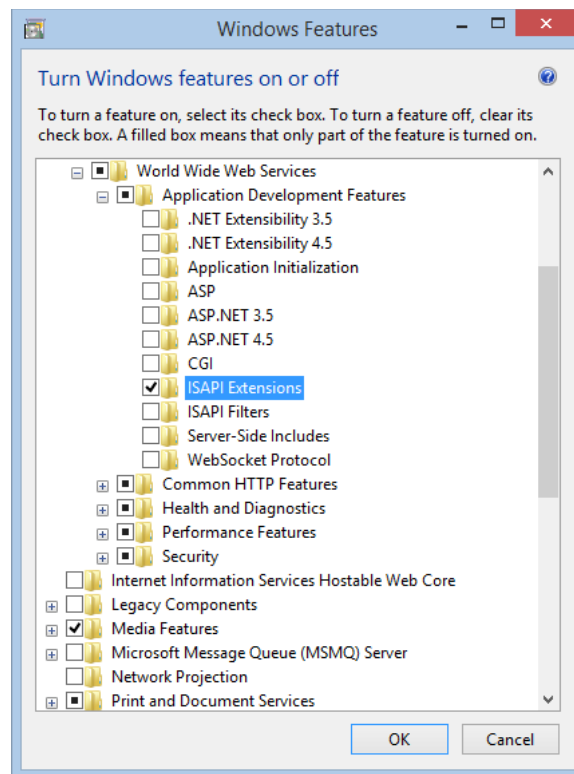 Windows Features
Turn Windows features on or off
To turn a feature on, select its check box. To turn a feature off, clear its
check box. A filled box means that only part of the feature is turned on.
World Wide Web Services
Application Development Features
.NET Extensibility 3.5
.NET Extensibility 4.5
Application Initialization
ASP
ASP.NET 3.5
ASP.NET 4.5
CGI
ISAPI Extensions
ISAPI Filters
Server-Side Includes
WebSocket Protocol
Common HTTP Features
Health and Diagnostics
Performance Features
Security
Internet Information Services Hostable Web Core
Legacy Components
Media Features
Microsoft Message Queue (MSMQ) Server
Network Projection
Print and Document Services
OK Cancel